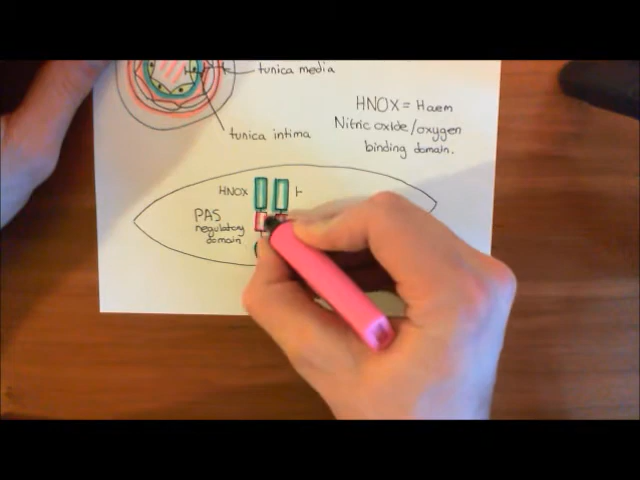 tunica media
HNOX = Haem
Nitric oxide/oxygen
binding domain.
tunica intima
HNOX
PAS
regulatory
domain